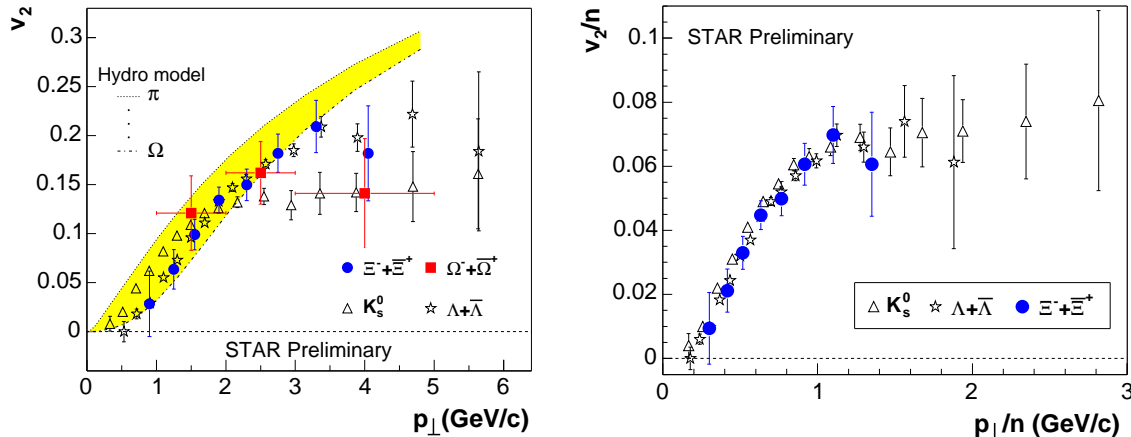 v₂
0.3
0.25
0.2
0.15
0.1
0.05
0
Hydro model
π
Ω
Ξ⁻+Ξ̅⁺
Ω⁻+Ω̅⁺
K⁰ₛ
Λ+Λ̅
STAR Preliminary
0 1 2 3 4 5 6
p⊥(GeV/c)
v₂/n
0.1
0.08
0.06
0.04
0.02
0
STAR Preliminary
K⁰ₛ Λ+Λ̅ Ξ⁻+Ξ̅⁺
0 1 2 3
p⊥/n (GeV/c)